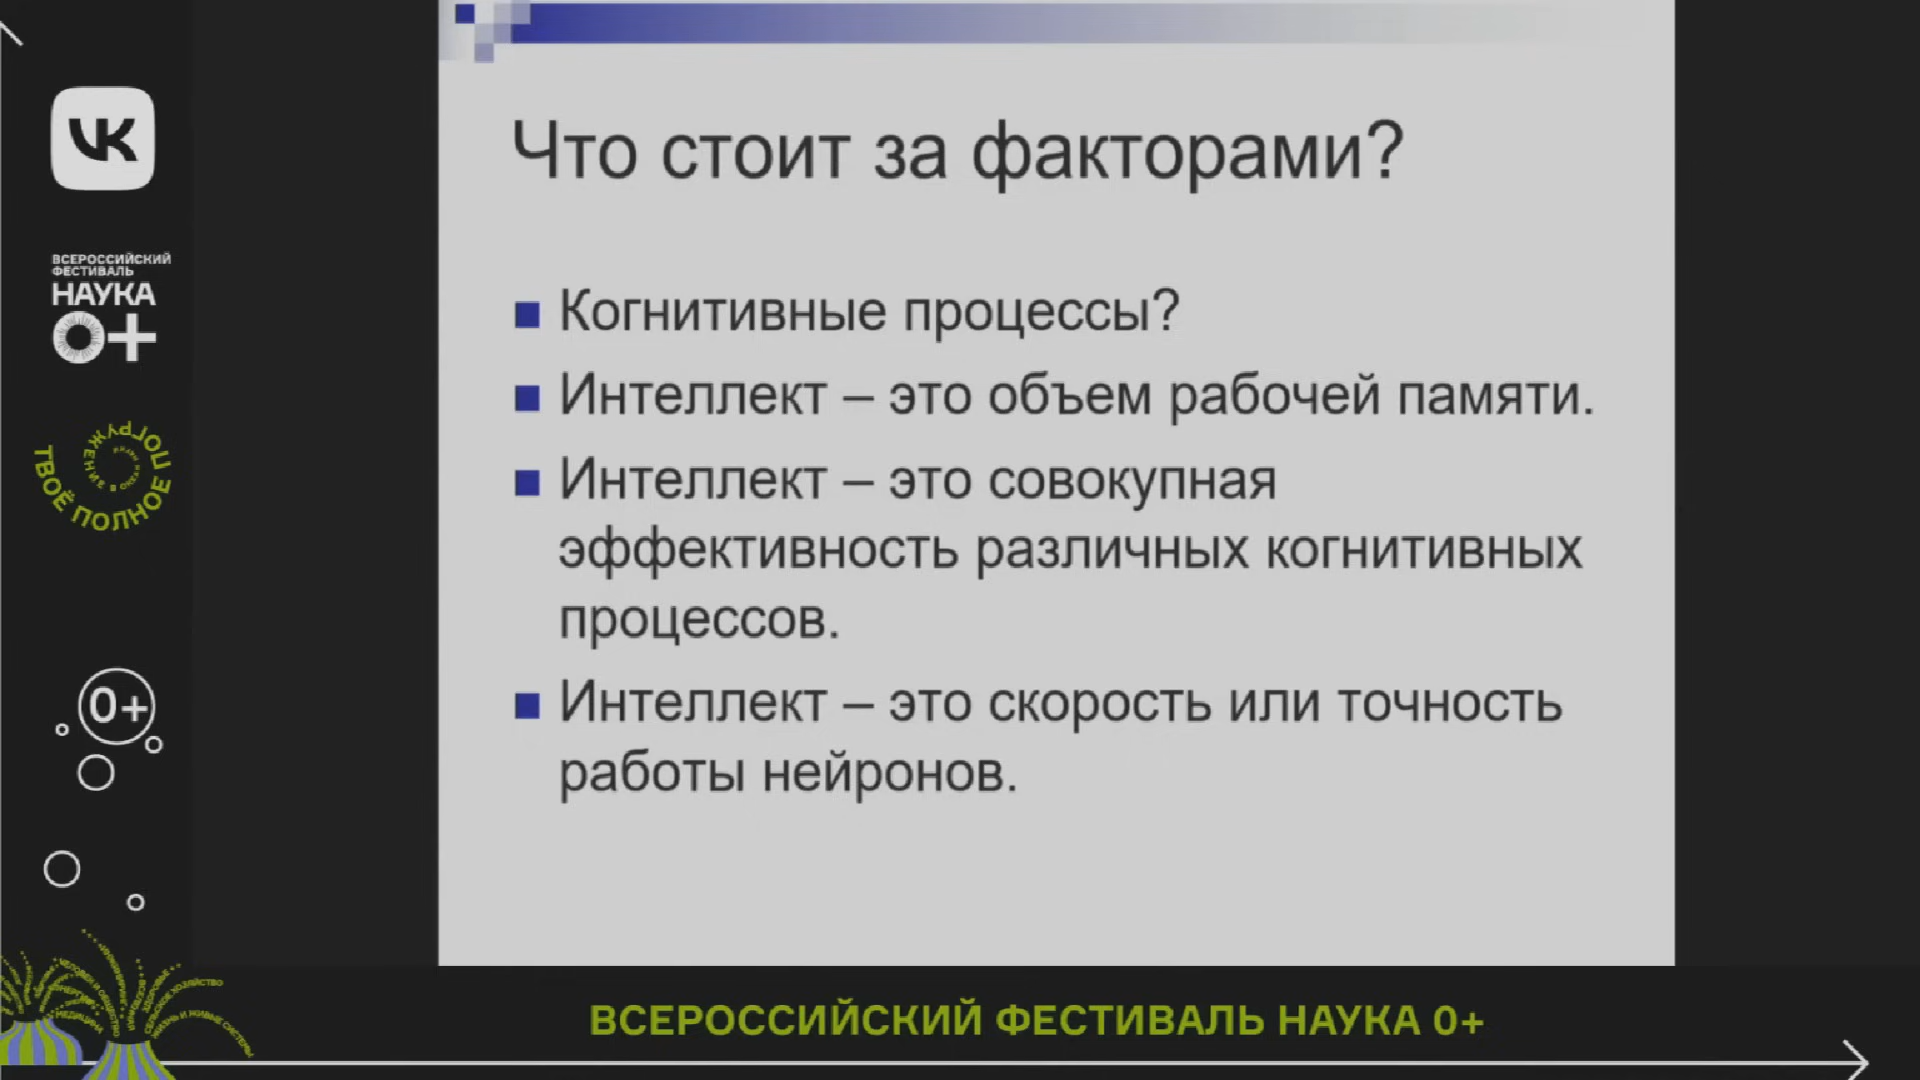 VK
ВСЕРОССИЙСКИЙ
ФЕСТИВАЛЬ
НАУКА
0+
ТВОЁ ПОЛНОЕ ПОГРУЖЕНИЕ В
0+
Что стоит за факторами?
Когнитивные процессы?
Интеллект – это объем рабочей памяти.
Интеллект – это совокупная
эффективность различных когнитивных
процессов.
Интеллект – это скорость или точность
работы нейронов.
ВСЕРОССИЙСКИЙ ФЕСТИВАЛЬ НАУКА 0+